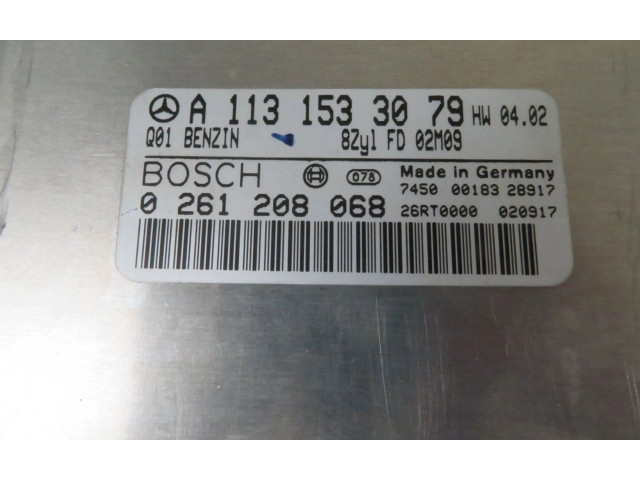 A 113 153 30 79 HW 04.02
Q01 BENZIN 8Zyl FD 02M09
BOSCH 078 Made in Germany
7450 00183 28917
0 261 208 068 26RT0000 020917